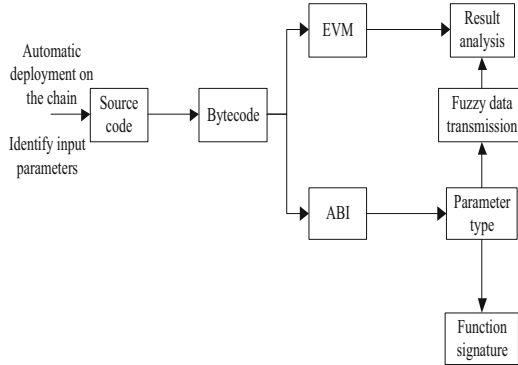 Automatic
deployment on
the chain
Identify input
parameters
Source
code
Bytecode
EVM
Result
analysis
Fuzzy data
transmission
ABI
Parameter
type
Function
signature